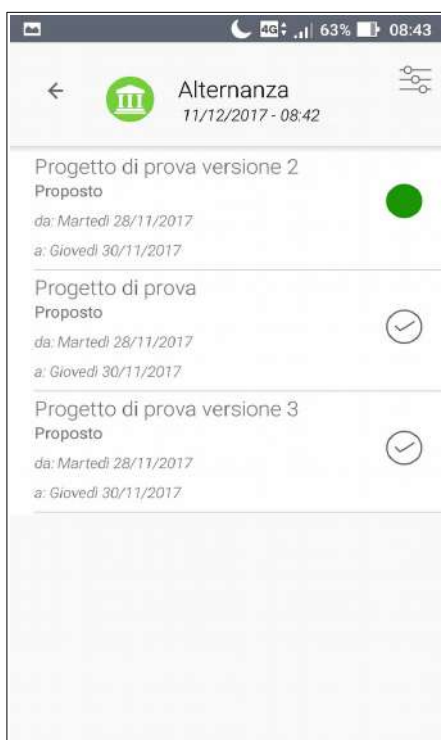 4G 63% 08:43
Alternanza
11/12/2017 - 08:42
Progetto di prova versione 2
Proposto
da: Martedì 28/11/2017
a: Giovedì 30/11/2017
Progetto di prova
Proposto
da: Martedì 28/11/2017
a: Giovedì 30/11/2017
Progetto di prova versione 3
Proposto
da: Martedì 28/11/2017
a: Giovedì 30/11/2017